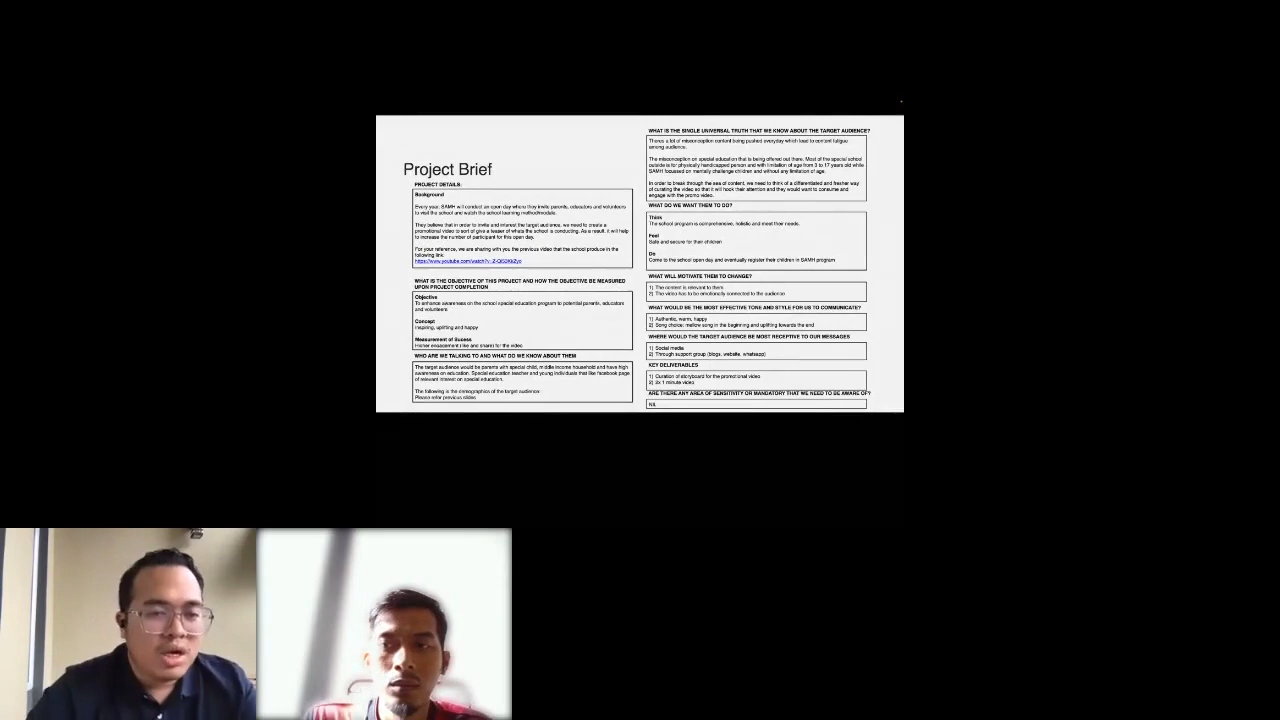 Project Brief
PROJECT DETAILS:
Background
Every year, SAMH will conduct an open day where they invite parents, educators and volunteers
to visit the school and watch the school learning method/module.
They believe that in order to invite and interest the target audience, we need to create a
promotional video to sort of give a teaser of whats the school is conducting. As a result, it will help
to increase the number of participant for this open day.
For your reference, we are sharing with you the previous video that the school produce in the
following link:
WHAT IS THE OBJECTIVE OF THIS PROJECT AND HOW THE OBJECTIVE BE MEASURED
UPON PROJECT COMPLETION
Objective
To enhance awareness on the school special education program to potential parents, educators
and volunteers
Concept
Inspiring, uplifting and happy
Measurement of Sucess
Higher engagement (like and share) for the video
WHO ARE WE TALKING TO AND WHAT DO WE KNOW ABOUT THEM
The target audience would be parents with special child, middle income household and have high
awareness on education. Special education teacher and young individuals that like facebook page
of relevant interest on special education.
The following is the demographics of the target audience:
Please refer previous slides
WHAT IS THE SINGLE UNIVERSAL TRUTH THAT WE KNOW ABOUT THE TARGET AUDIENCE?
Theres a lot of misconception content being pushed everyday which lead to content fatigue
among audience.
The misconception on special education that is being offered out there. Most of the special school
outside is for physically handicapped person and with limitation of age from 3 to 17 years old while
SAMH focussed on mentally challenge children and without any limitation of age.
In order to break through the sea of content, we need to think of a differentiated and fresher way
of curating the video so that it will hook their attention and they would want to consume and
engage with the promo video.
WHAT DO WE WANT THEM TO DO?
Think
The school program is comprehensive, holistic and meet their needs.
Feel
Safe and secure for their children
Do
Come to the school open day and eventually register their children in SAMH program
WHAT WILL MOTIVATE THEM TO CHANGE?
1) The content is relevant to them
2) The video has to be emotionally connected to the audience
WHAT WOULD BE THE MOST EFFECTIVE TONE AND STYLE FOR US TO COMMUNICATE?
1) Authentic, warm, happy
2) Song choice: mellow song in the beginning and uplifting towards the end
WHERE WOULD THE TARGET AUDIENCE BE MOST RECEPTIVE TO OUR MESSAGES
1) Social media
2) Through support group (blogs, website, whatsapp)
KEY DELIVERABLES
1) Curation of storyboard for the promotional video
2) 2x 1 minute video
ARE THERE ANY AREA OF SENSITIVITY OR MANDATORY THAT WE NEED TO BE AWARE OF?
NIL